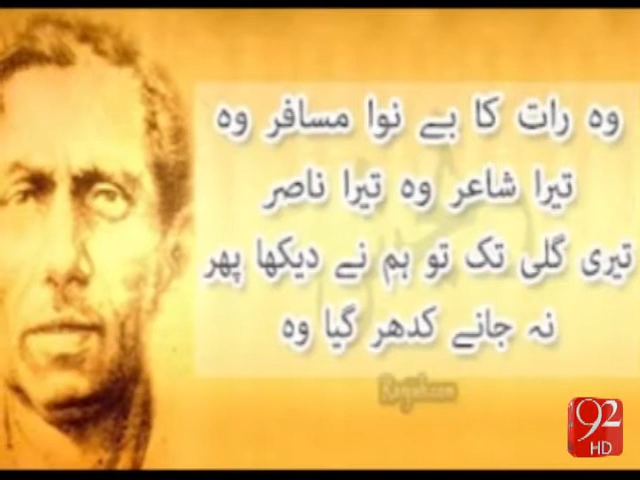 وہ رات کا بے نوا مسافر وہ
تیرا شاعر وہ تیرا ناصر
تیری گلی تک تو ہم نے دیکھا پھر
نہ جانے کدھر گیا وہ
92
HD